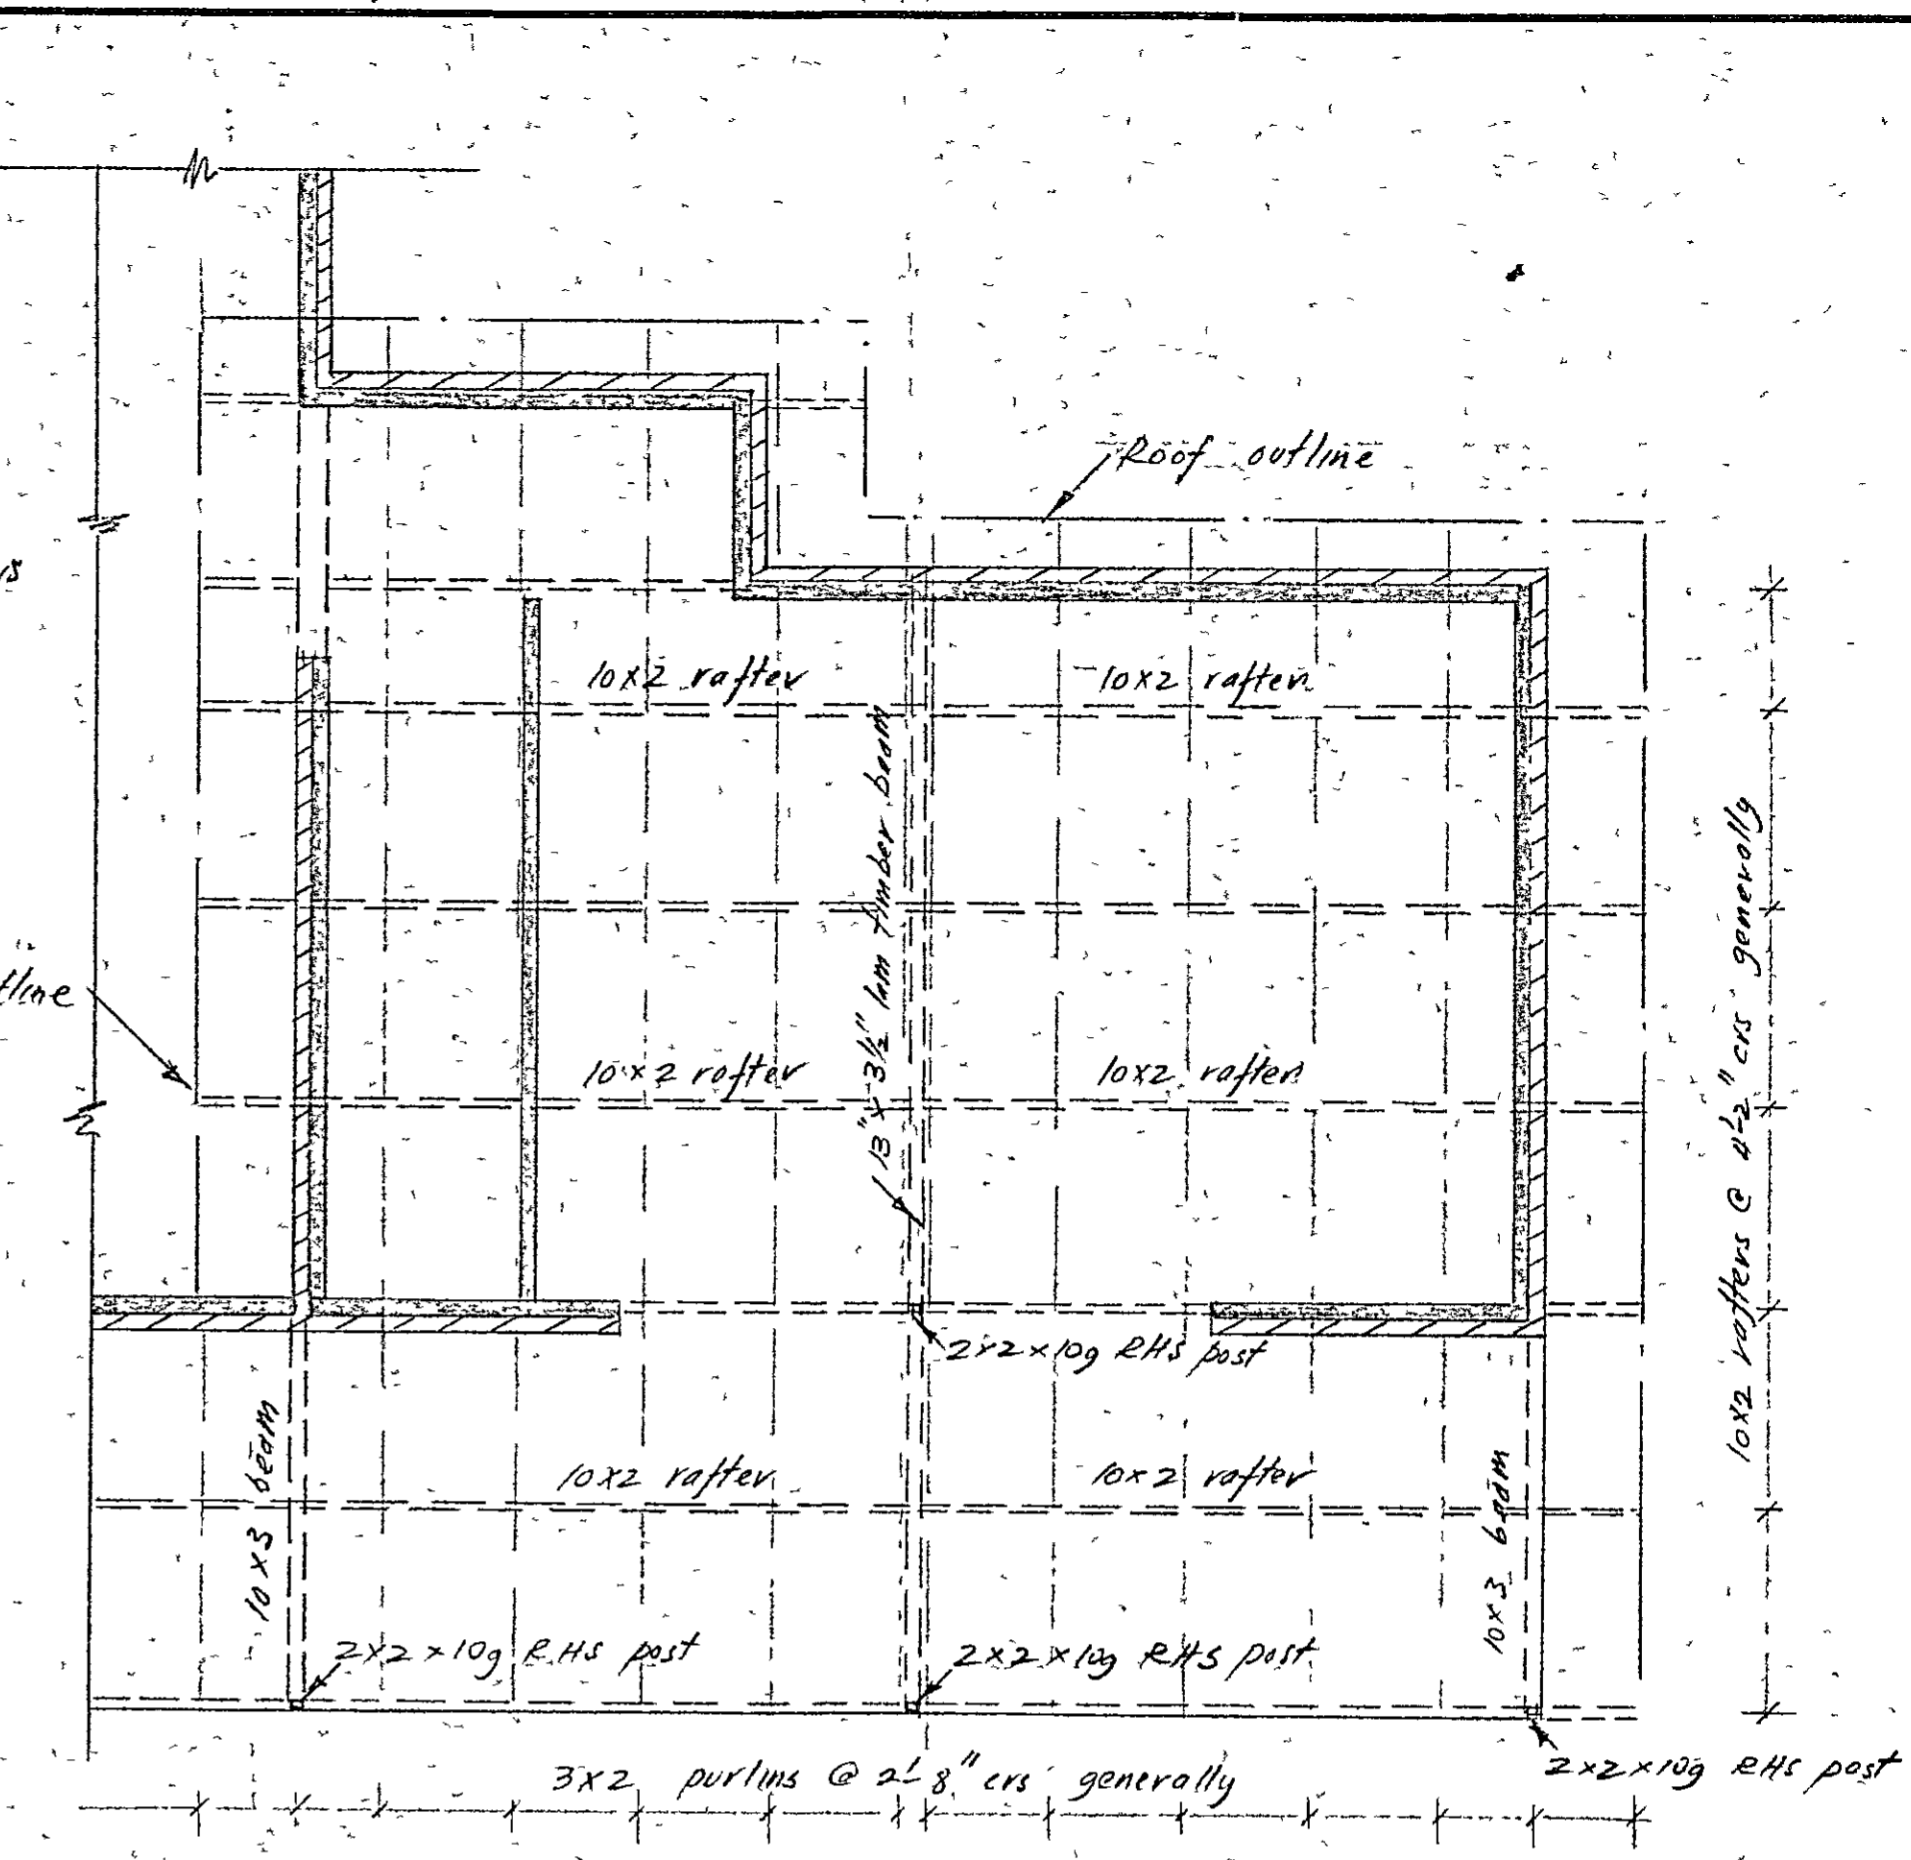 Roof outline
10x2 rafter
10x2 rafter
13" x 3½" lam timber beam
10x2 rafter
10x2 rafter
10x2 rafters @ 4'-2" crs generally
2x2x10g RHS post
10x3 beam
10x2 rafter
10x2 rafter
10x3 beam
2x2x10g RHS post
2x2x10g RHS post
2x2x10g RHS post
3x2 purlins @ 2'-8" crs generally